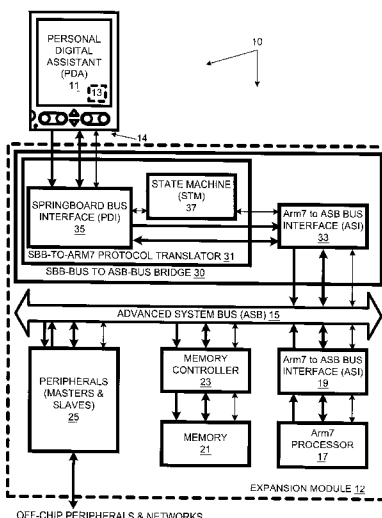 PERSONAL
DIGITAL
ASSISTANT
(PDA)
11
13
10
14
SPRINGBOARD BUS
INTERFACE (PDI)
35
STATE MACHINE
(STM)
37
Arm7 to ASB BUS
INTERFACE (ASI)
33
SBB-TO-ARM7 PROTOCOL TRANSLATOR 31
SBB-BUS TO ASB-BUS BRIDGE 30
ADVANCED SYSTEM BUS (ASB) 15
PERIPHERALS
(MASTERS &
SLAVES)
25
MEMORY
CONTROLLER
23
Arm7 to ASB BUS
INTERFACE (ASI)
19
MEMORY
21
Arm7
PROCESSOR
17
EXPANSION MODULE 12
OFF-CHIP PERIPHERALS & NETWORKS